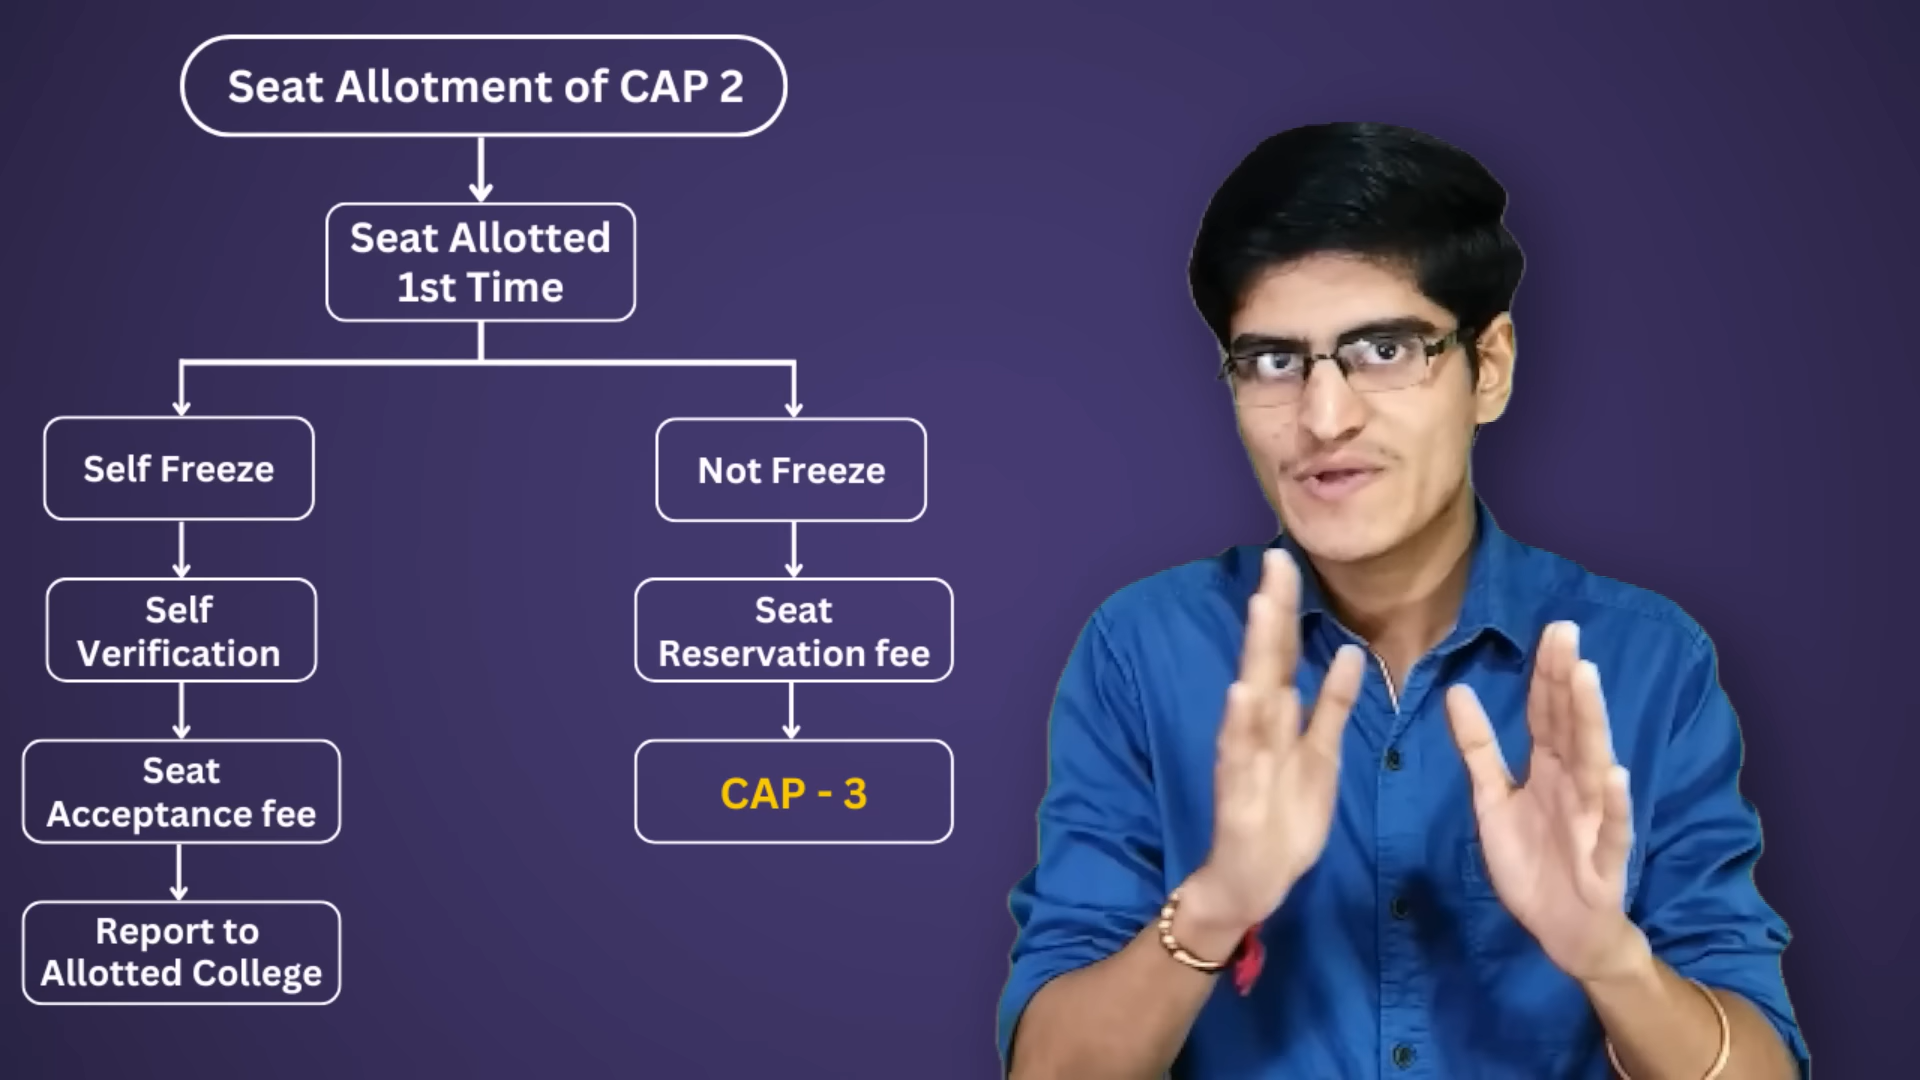 Seat Allotment of CAP 2
Seat Allotted
1st Time
Self Freeze
Not Freeze
Self
Verification
Seat
Reservation fee
Seat
Acceptance fee
CAP - 3
Report to
Allotted College